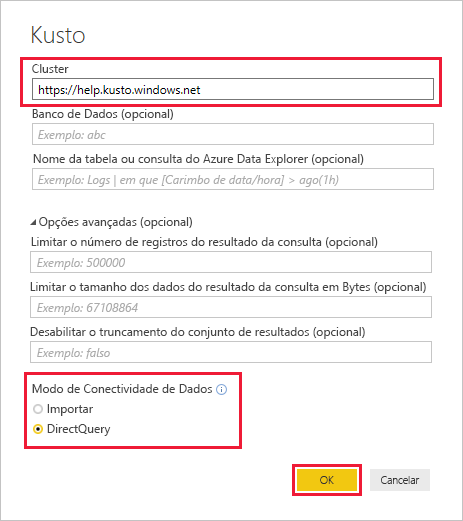 Kusto
Cluster
https://help.kusto.windows.net
Banco de Dados (opcional)
Exemplo: abc
Nome da tabela ou consulta do Azure Data Explorer (opcional)
Exemplo: Logs | em que [Carimbo de data/hora] > ago(1h)
Opções avançadas (opcional)
Limitar o número de registros do resultado da consulta (opcional)
Exemplo: 500000
Limitar o tamanho dos dados do resultado da consulta em Bytes (opcional)
Exemplo: 67108864
Desabilitar o truncamento do conjunto de resultados (opcional)
Exemplo: falso
Modo de Conectividade de Dados
Importar
DirectQuery
OK Cancelar